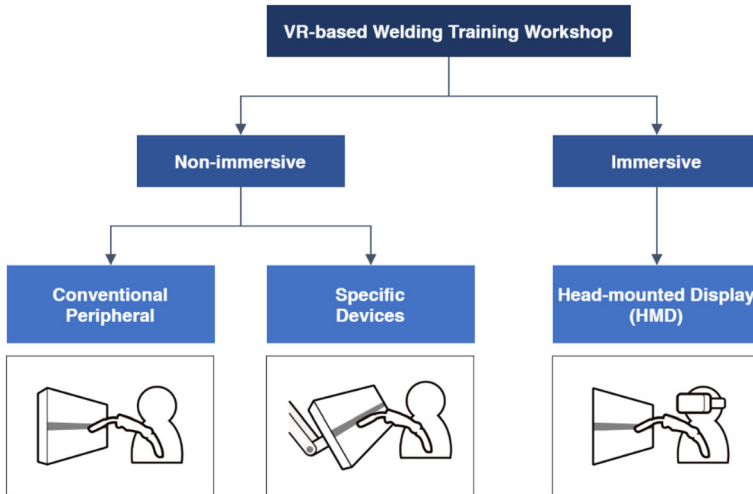 VR-based Welding Training Workshop
Non-immersive
Immersive
Conventional
Peripheral
Specific
Devices
Head-mounted Display
(HMD)